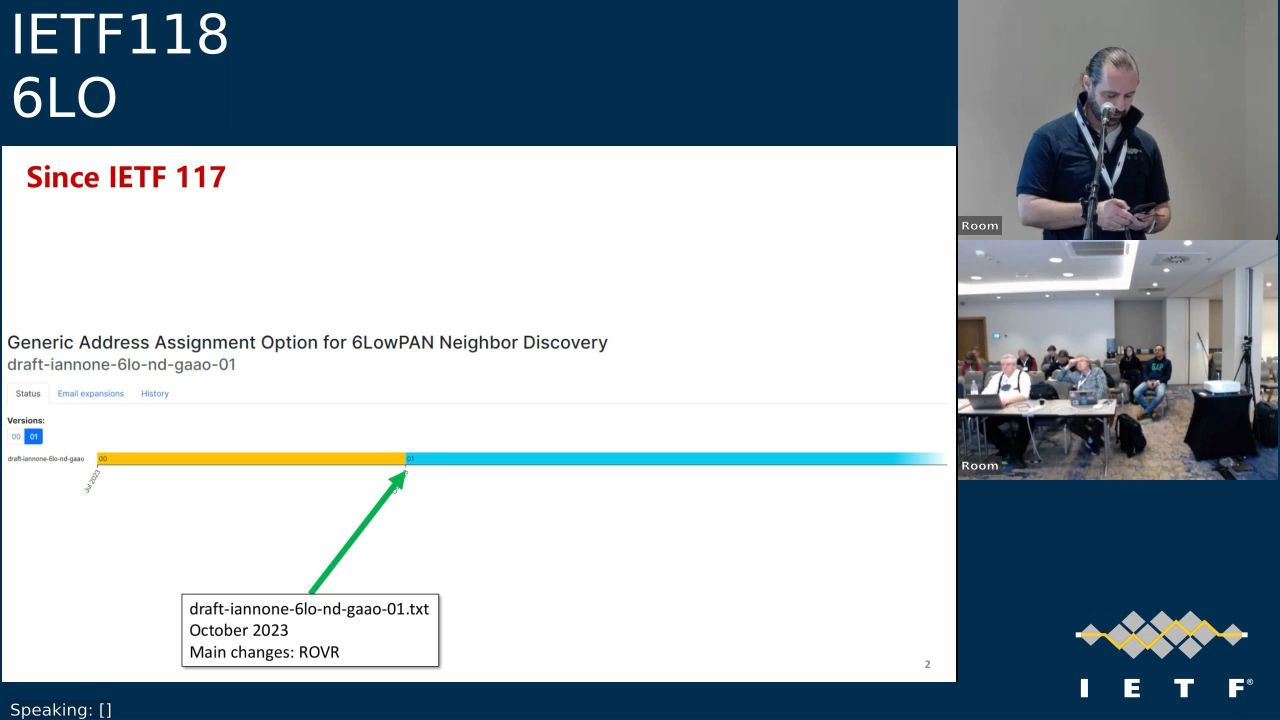 IETF118
6LO
Since IETF 117
Generic Address Assignment Option for 6LowPAN Neighbor Discovery
draft-iannone-6lo-nd-gaao-01
Status Email expansions History
Versions:
00 01
draft-iannone-6lo-nd-gaao 00 01
Jul 2023
draft-iannone-6lo-nd-gaao-01.txt
October 2023
Main changes: ROVR
2
Room
GAP
Room
I E T F®
Speaking: []